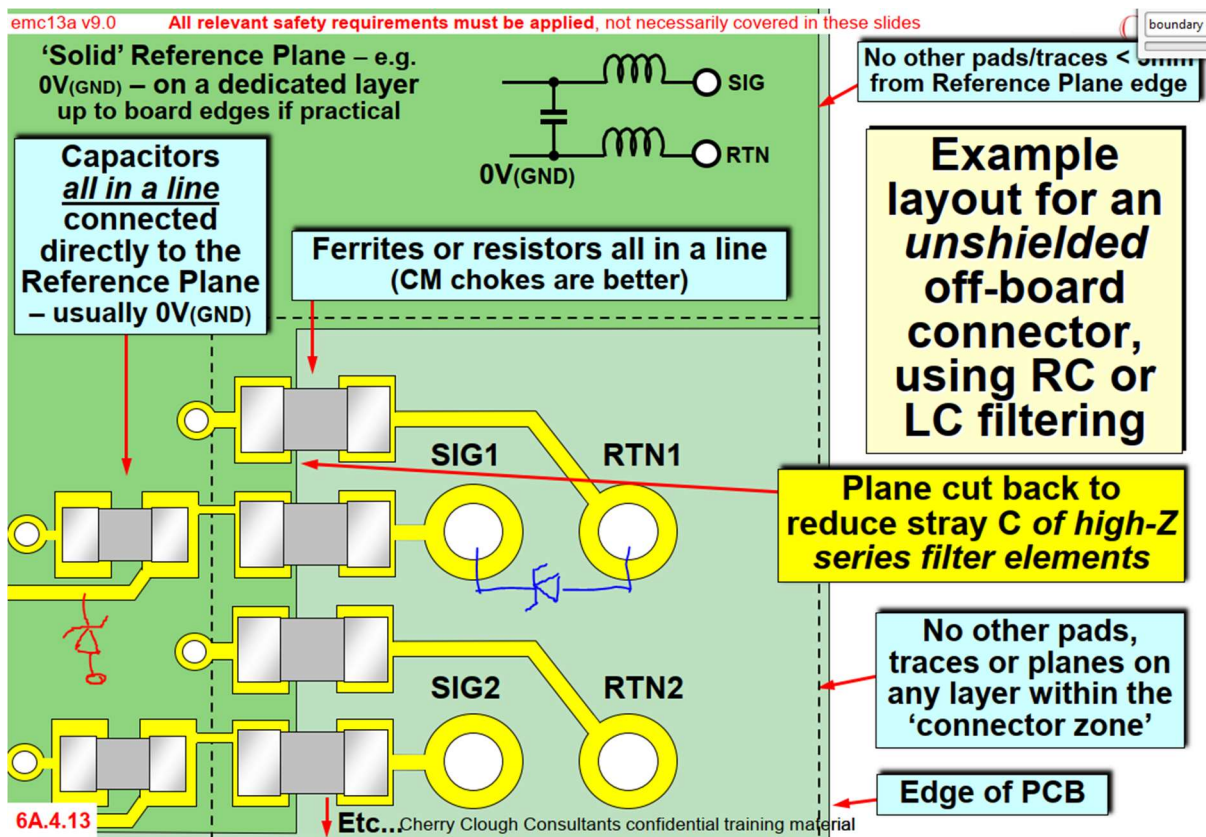 emc13a v9.0 All relevant safety requirements must be applied, not necessarily covered in these slides
boundary
‘Solid’ Reference Plane – e.g.
0V(GND) – on a dedicated layer
up to board edges if practical
SIG
RTN
0V(GND)
No other pads/traces <
from Reference Plane edge
Capacitors
all in a line
connected
directly to the
Reference Plane
– usually 0V(GND)
Ferrites or resistors all in a line
(CM chokes are better)
Example
layout for an
unshielded
off-board
connector,
using RC or
LC filtering
SIG1
RTN1
Plane cut back to
reduce stray C of high-Z
series filter elements
SIG2
RTN2
No other pads,
traces or planes on
any layer within the
‘connector zone’
Edge of PCB
6A.4.13
Etc...
Cherry Clough Consultants confidential training material